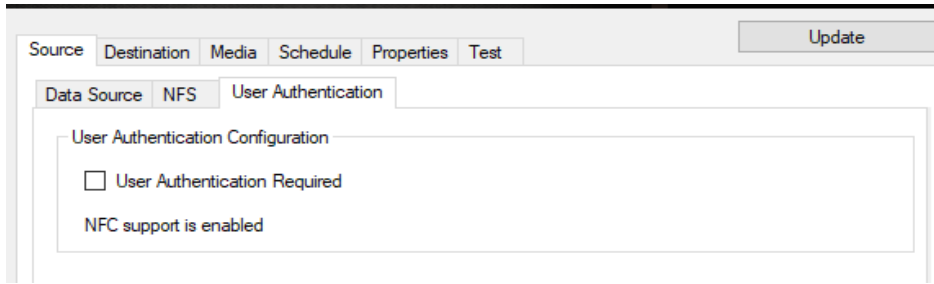 Update
Source Destination Media Schedule Properties Test
Data Source NFS User Authentication
User Authentication Configuration
User Authentication Required
NFC support is enabled